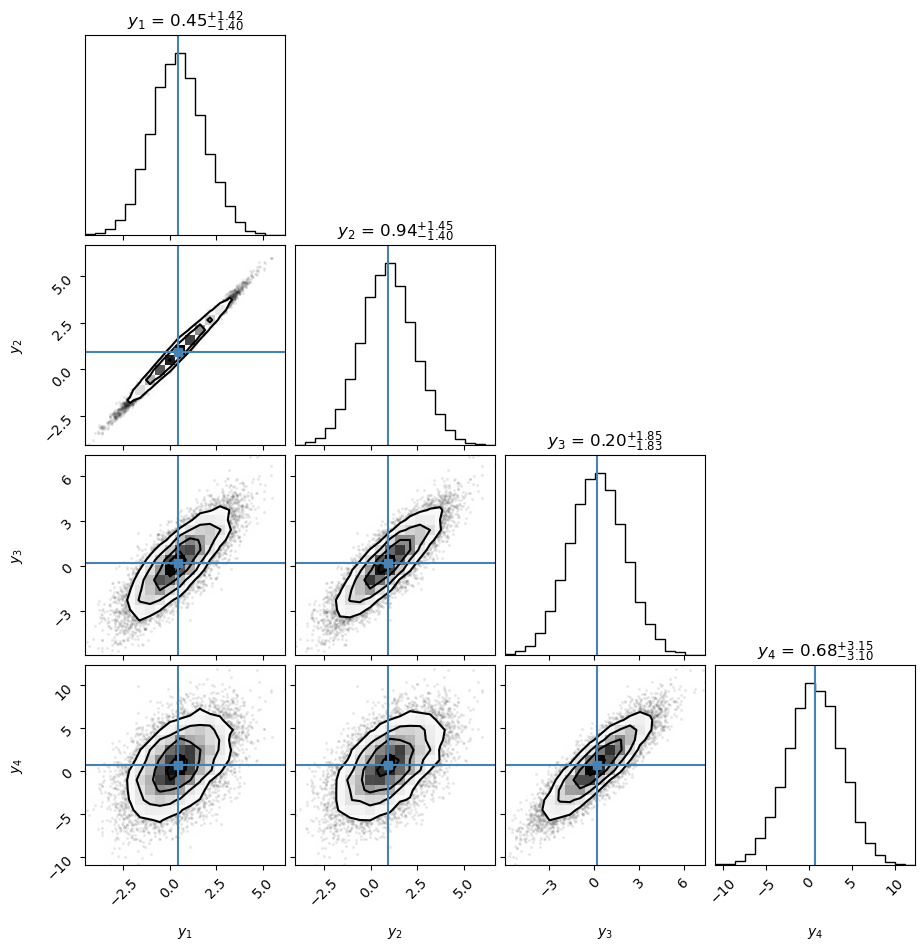 y₁ = 0.45⁺¹·⁴²₋₁.₄₀
y₂ = 0.94⁺¹·⁴⁵₋₁.₄₀
5.0
2.5
0.0
−2.5
y₂
y₃ = 0.20⁺¹·⁸⁵₋₁.₈₃
6
3
0
−3
y₃
y₄ = 0.68⁺³·¹⁵₋₃.₁₀
10
5
0
−5
−10
y₄
−2.5 0.0 2.5 5.0 −2.5 0.0 2.5 5.0 −3 0 3 6 −10 −5 0 5 10
y₁ y₂ y₃ y₄